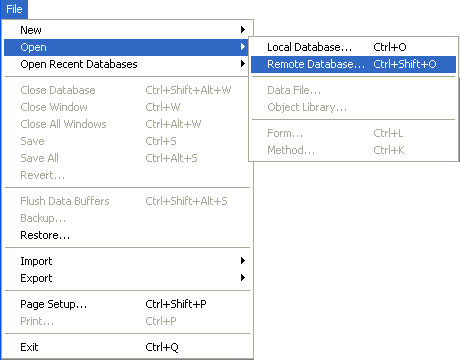 File
New
Open
Open Recent Databases
Close Database Ctrl+Shift+Alt+W
Close Window Ctrl+W
Close All Windows Ctrl+Alt+W
Save Ctrl+S
Save All Ctrl+Alt+S
Revert...
Flush Data Buffers Ctrl+Shift+Alt+S
Backup...
Restore...
Import
Export
Page Setup... Ctrl+Shift+P
Print... Ctrl+P
Exit Ctrl+Q
Local Database... Ctrl+O
Remote Database... Ctrl+Shift+O
Data File...
Object Library...
Form... Ctrl+L
Method... Ctrl+K